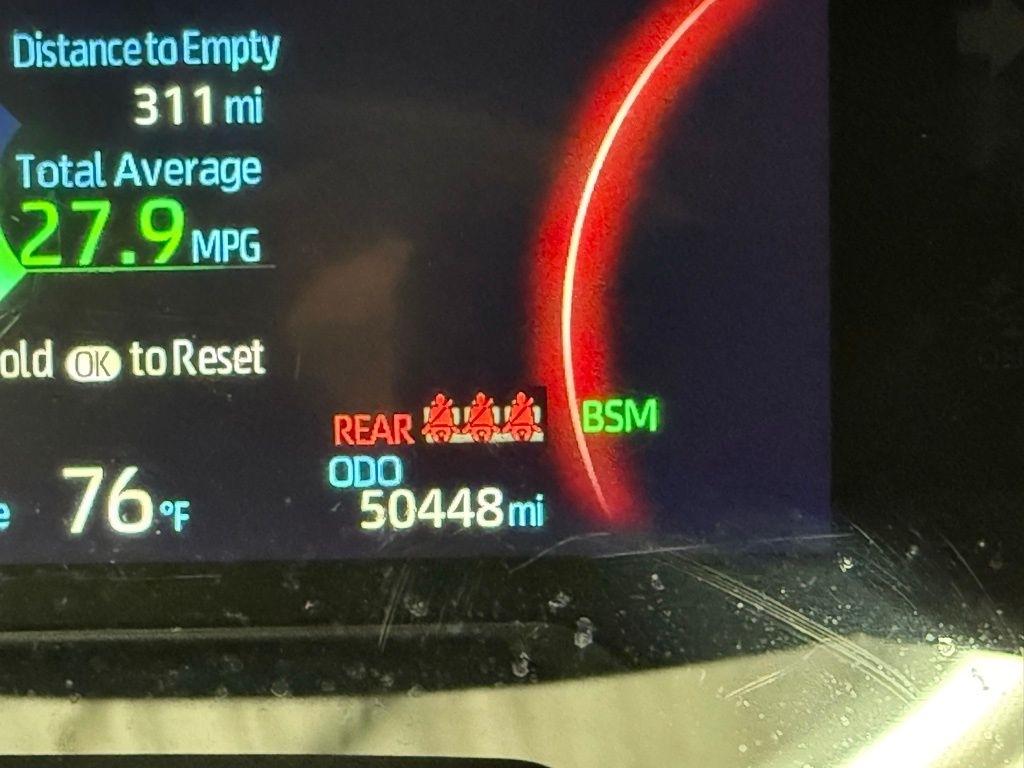 Distance to Empty
311 mi
Total Average
27.9 MPG
old OK to Reset
REAR
BSM
ODO
50448 mi
e 76 °F